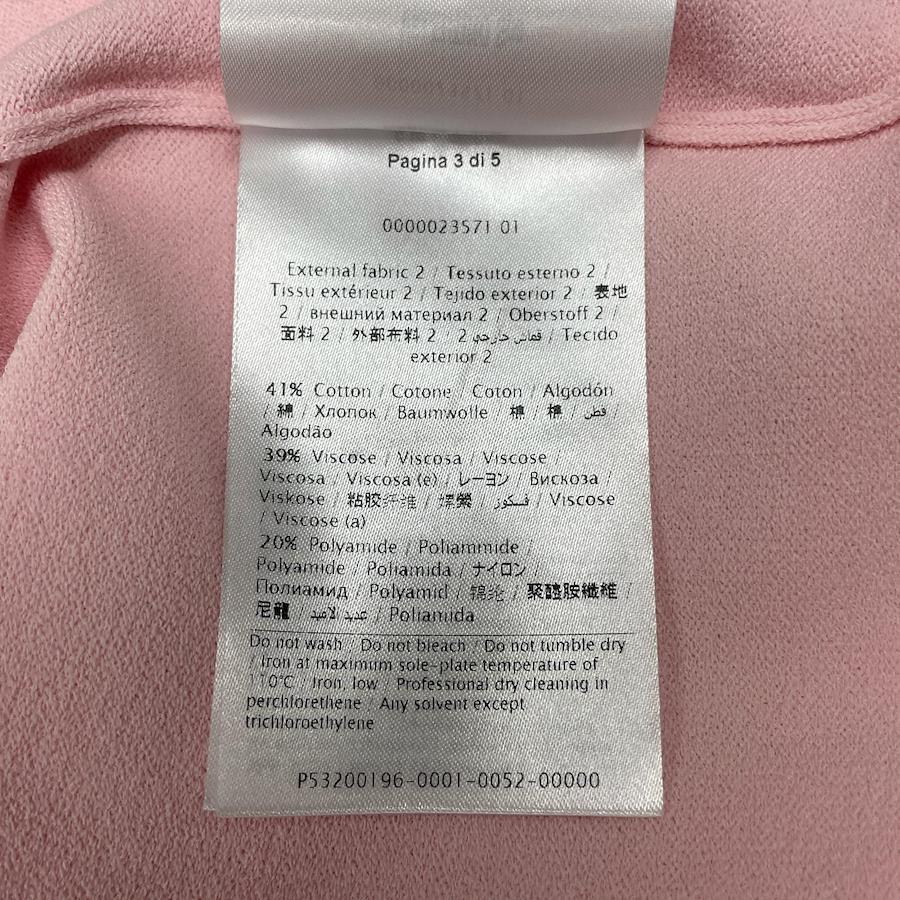 Pagina 3 di 5
0000023571 01
External fabric 2 / Tessuto esterno 2 /
Tissu extérieur 2 / Tejido exterior 2 / 表地
2 / внешний материал 2 / Oberstoff 2 /
面料 2 / 外部布料 2 / 2 قماش خارجي / Tecido
exterior 2
41% Cotton / Cotone / Coton / Algodón
/ 綿 / Хлопок / Baumwolle / 棉 / 棉 / قطن /
Algodão
39% Viscose / Viscosa / Viscose /
Viscosa / Viscosa (e) / レーヨン / Вискоза /
Viskose / 粘胶纤维 / 嫘縈 / فسكوز / Viscose
/ Viscose (a)
20% Polyamide / Poliammide /
Polyamide / Poliamida / ナイロン /
Полиамид / Polyamid / 锦纶 / 聚醯胺纖維 /
尼龍 / عديد الاميد / Poliamida
Do not wash / Do not bleach / Do not tumble dry
/ Iron at maximum sole-plate temperature of
110°C / Iron, low / Professional dry cleaning in
perchlorethene / Any solvent except
trichloroethylene
P53200196-0001-0052-00000